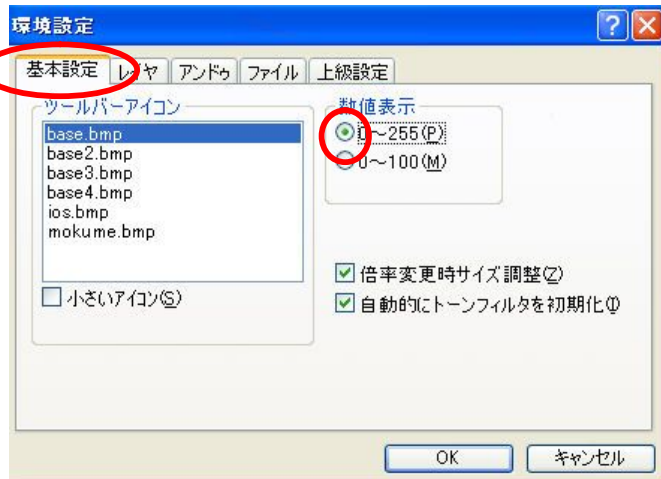 環境設定
基本設定 レイヤ アンドゥ ファイル 上級設定
ツールバーアイコン
base.bmp
base2.bmp
base3.bmp
base4.bmp
ios.bmp
mokume.bmp
小さいアイコン(S)
数値表示
0～255(P)
0～100(M)
倍率変更時サイズ調整(Z)
自動的にトーンフィルタを初期化(I)
OK キャンセル